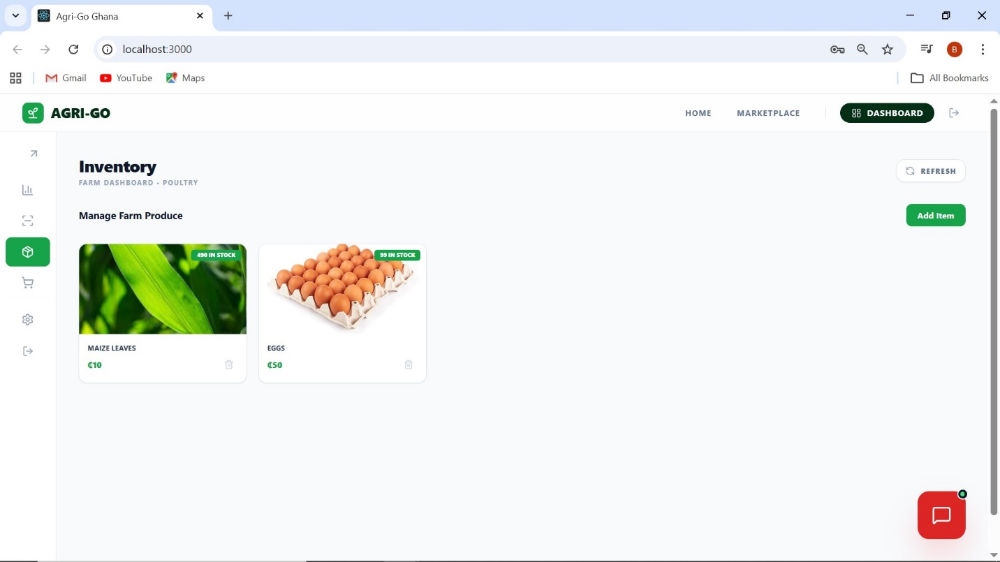 Agri-Go Ghana
localhost:3000
B
Gmail
YouTube
Maps
All Bookmarks
AGRI-GO
HOME
MARKETPLACE
DASHBOARD
Inventory
FARM DASHBOARD • POULTRY
REFRESH
Manage Farm Produce
Add Item
490 IN STOCK
99 IN STOCK
MAIZE LEAVES
EGGS
₵10
₵50